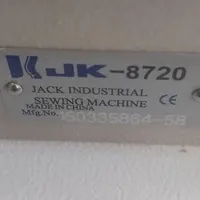 JK-8720
JACK INDUSTRIAL
SEWING MACHINE
MADE IN CHINA CE
Mfg.No.